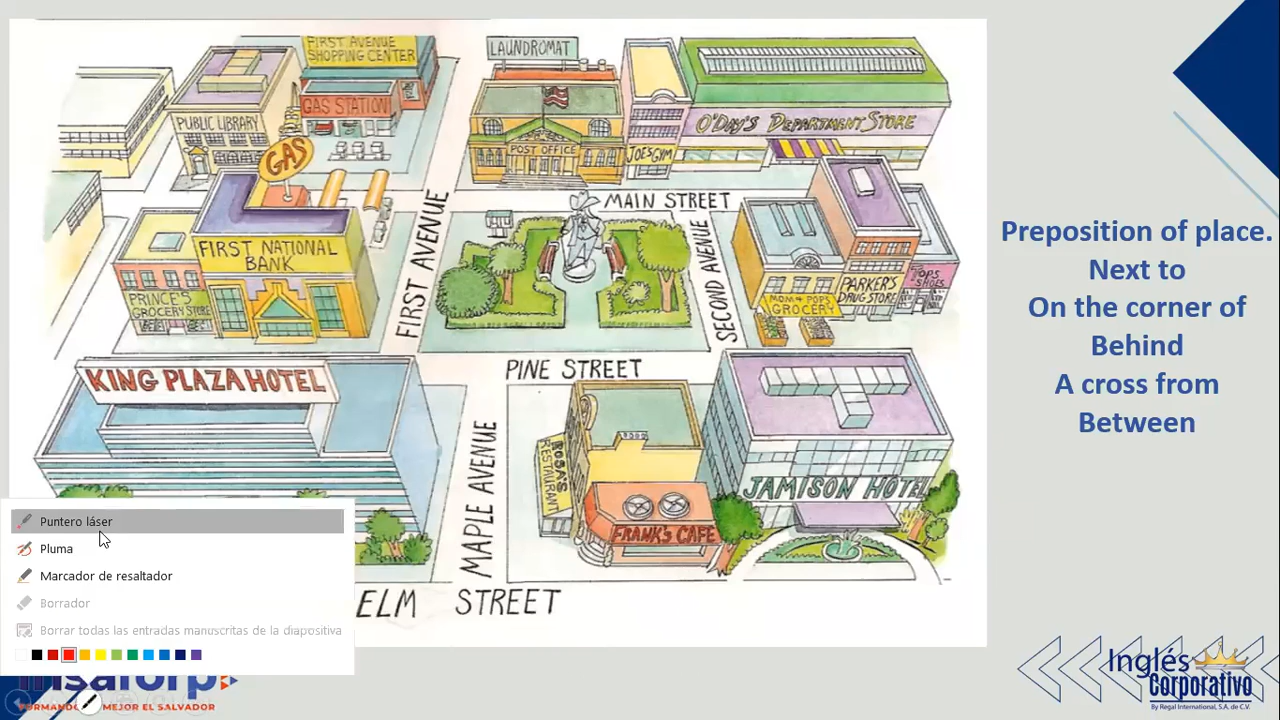 FIRST AVENUE
SHOPPING CENTER
LAUNDROMAT
GAS STATION
PUBLIC LIBRARY
GAS
POST OFFICE
JOE'S GYM
O'DAY'S DEPARTMENT STORE
MAIN STREET
FIRST AVENUE
SECOND AVENUE
FIRST NATIONAL
BANK
PRINCE'S
GROCERY STORE
MOM & POPS
GROCERY
PARKER'S
DRUG STORE
POPS
SHOES
KING PLAZA HOTEL
PINE STREET
MAPLE AVENUE
ROSA'S
RESTAURANT
FRANK'S CAFE
JAMISON HOTEL
ELM STREET
Preposition of place.
Next to
On the corner of
Behind
A cross from
Between
Puntero láser
Pluma
Marcador de resaltador
Borrador
Borrar todas las entradas manuscritas de la diapositiva
MEJOR EL SALVADOR
Inglés
Corporativo
By Regal International, S.A. de C.V.